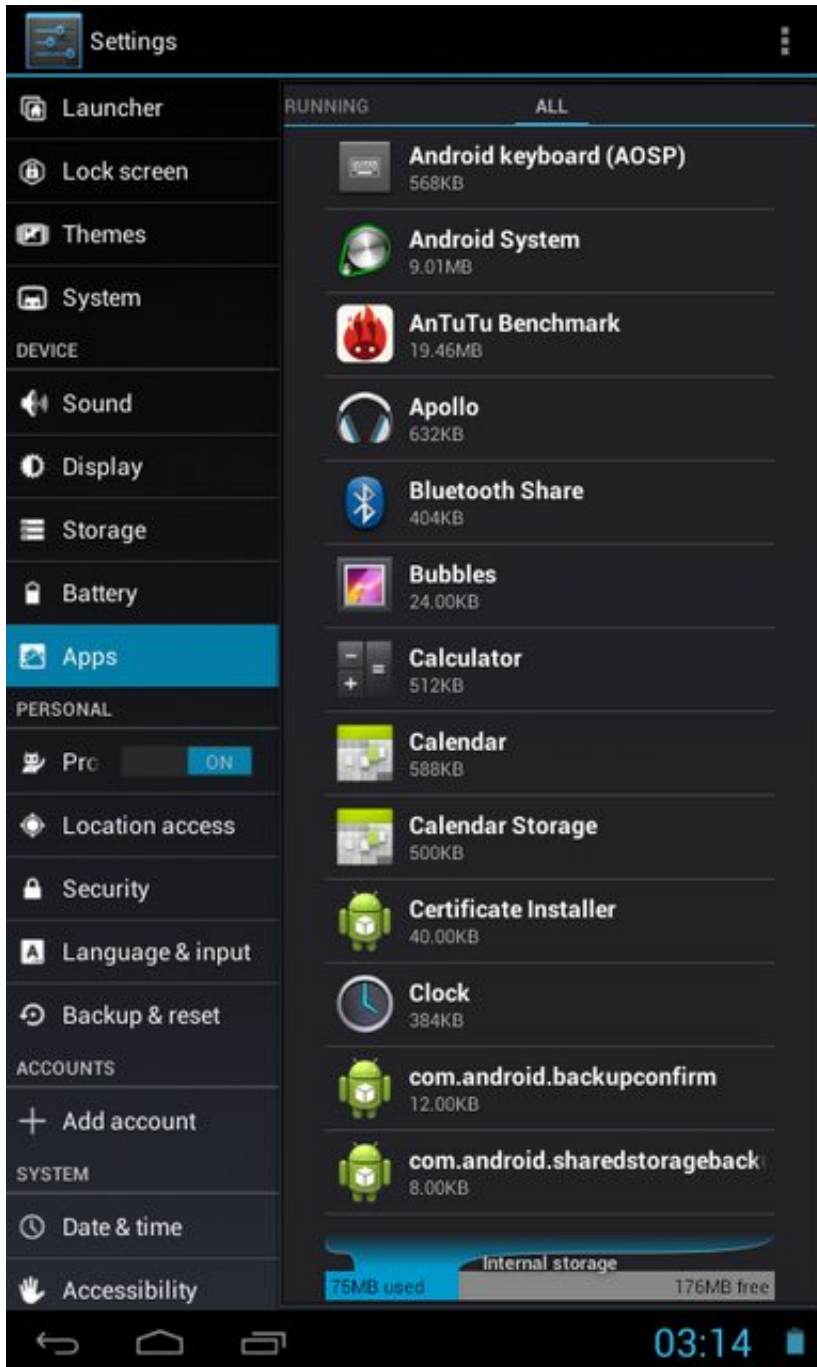 Settings
Launcher
Lock screen
Themes
System
DEVICE
Sound
Display
Storage
Battery
Apps
PERSONAL
Pro ON
Location access
Security
Language & input
Backup & reset
ACCOUNTS
Add account
SYSTEM
Date & time
Accessibility
RUNNING ALL
Android keyboard (AOSP)
568KB
Android System
9.01MB
AnTuTu Benchmark
19.46MB
Apollo
632KB
Bluetooth Share
404KB
Bubbles
24.00KB
Calculator
512KB
Calendar
588KB
Calendar Storage
500KB
Certificate Installer
40.00KB
Clock
384KB
com.android.backupconfirm
12.00KB
com.android.sharedstorageback
8.00KB
Internal storage
75MB used 176MB free
03:14